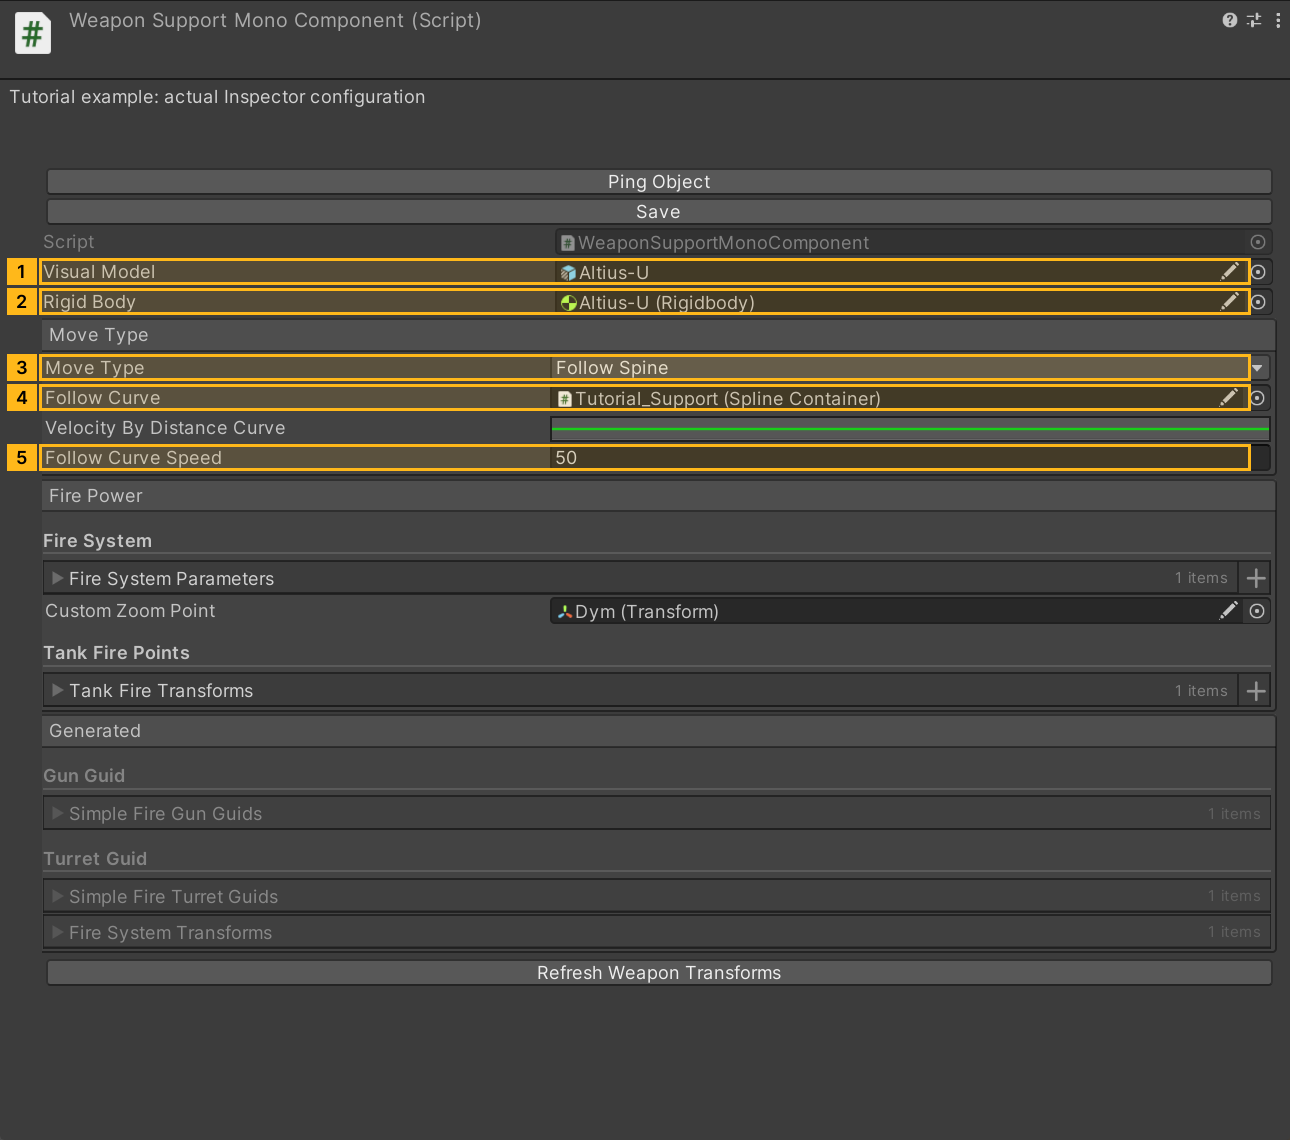 Weapon Support Mono Component (Script)
Tutorial example: actual Inspector configuration
Ping Object
Save
Script WeaponSupportMonoComponent
1 Visual Model Altius-U
2 Rigid Body Altius-U (Rigidbody)
Move Type
3 Move Type Follow Spine
4 Follow Curve Tutorial_Support (Spline Container)
Velocity By Distance Curve
5 Follow Curve Speed 50
Fire Power
Fire System
Fire System Parameters 1 items
Custom Zoom Point Dym (Transform)
Tank Fire Points
Tank Fire Transforms 1 items
Generated
Gun Guid
Simple Fire Gun Guids 1 items
Turret Guid
Simple Fire Turret Guids 1 items
Fire System Transforms 1 items
Refresh Weapon Transforms